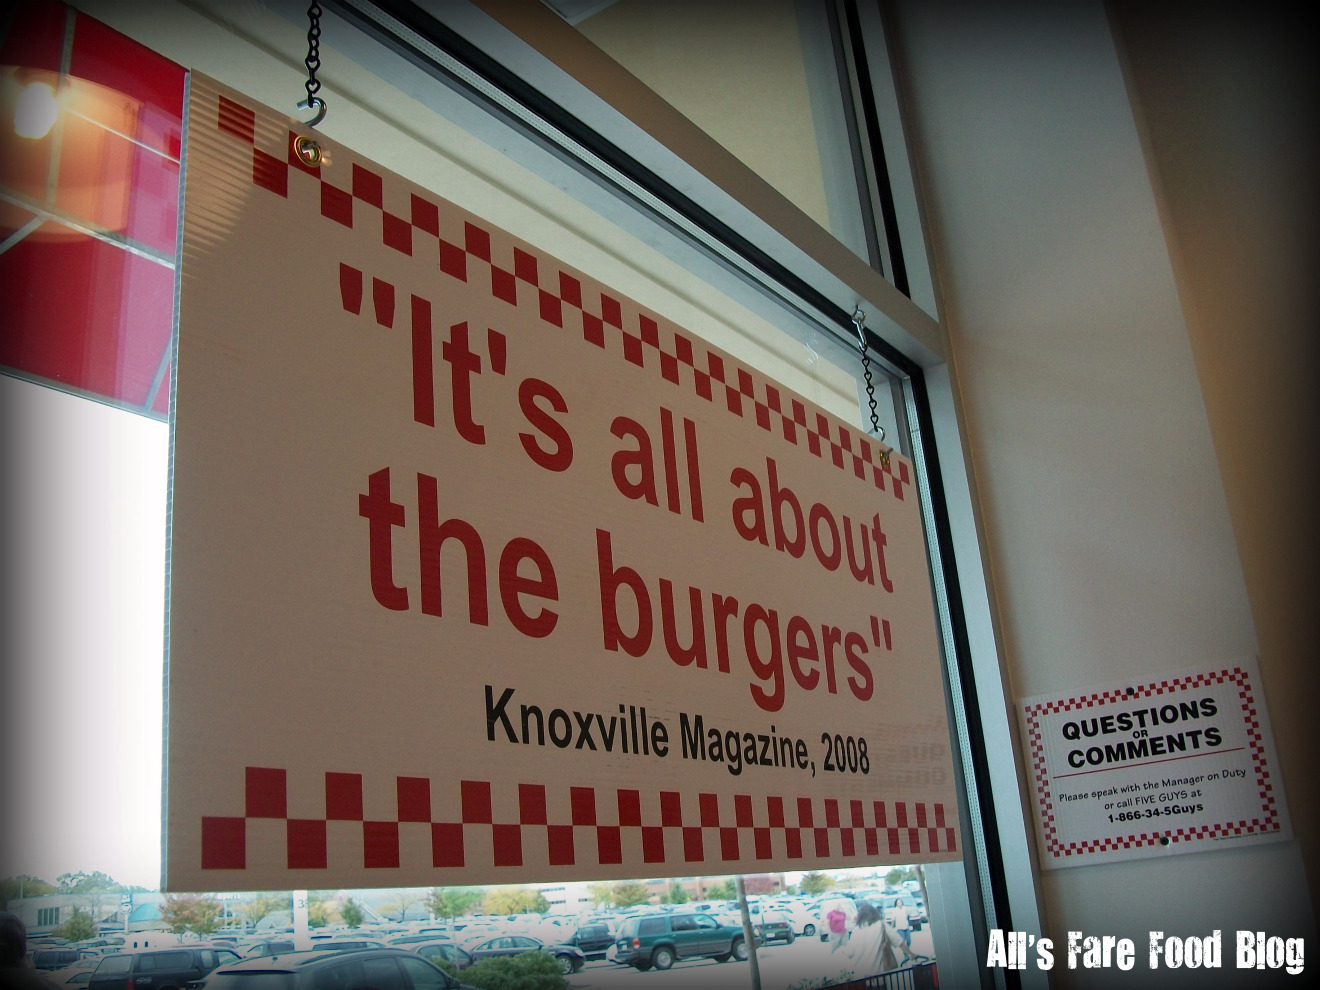 "It's all about
the burgers"
Knoxville Magazine, 2008
QUESTIONS
OR
COMMENTS
Please speak with the Manager on Duty
or call FIVE GUYS at
1-866-34-5Guys
All's Fare Food Blog